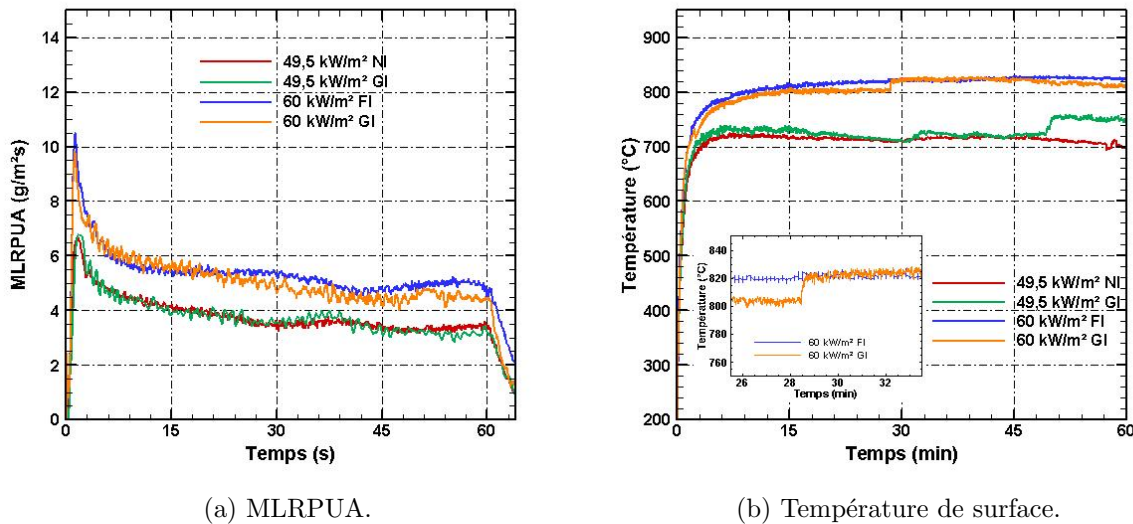 14
12
10
8
6
4
2
0
0
15
30
45
60
MLRPUA (g/m²s)
Temps (s)
49,5 kW/m² NI
49,5 kW/m² GI
60 kW/m² FI
60 kW/m² GI
(a) MLRPUA.
900
800
700
600
500
400
300
200
0
15
30
45
60
Température (°C)
Temps (min)
49,5 kW/m² NI
49,5 kW/m² GI
60 kW/m² FI
60 kW/m² GI
840
820
800
780
760
26
28
30
32
Température (°C)
Temps (min)
60 kW/m² FI
60 kW/m² GI
(b) Température de surface.